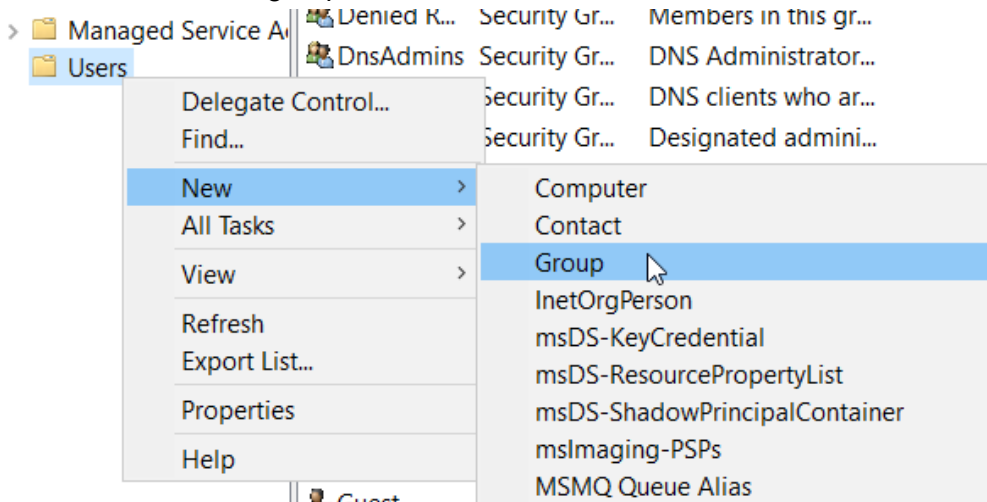 Denied R... Security Gr... Members in this gr...
Managed Service A
DnsAdmins Security Gr... DNS Administrator...
Users
Security Gr... DNS clients who ar...
Security Gr... Designated admini...
Delegate Control...
Find...
New
All Tasks
View
Refresh
Export List...
Properties
Help
Computer
Contact
Group
InetOrgPerson
msDS-KeyCredential
msDS-ResourcePropertyList
msDS-ShadowPrincipalContainer
msImaging-PSPs
MSMQ Queue Alias
Guest